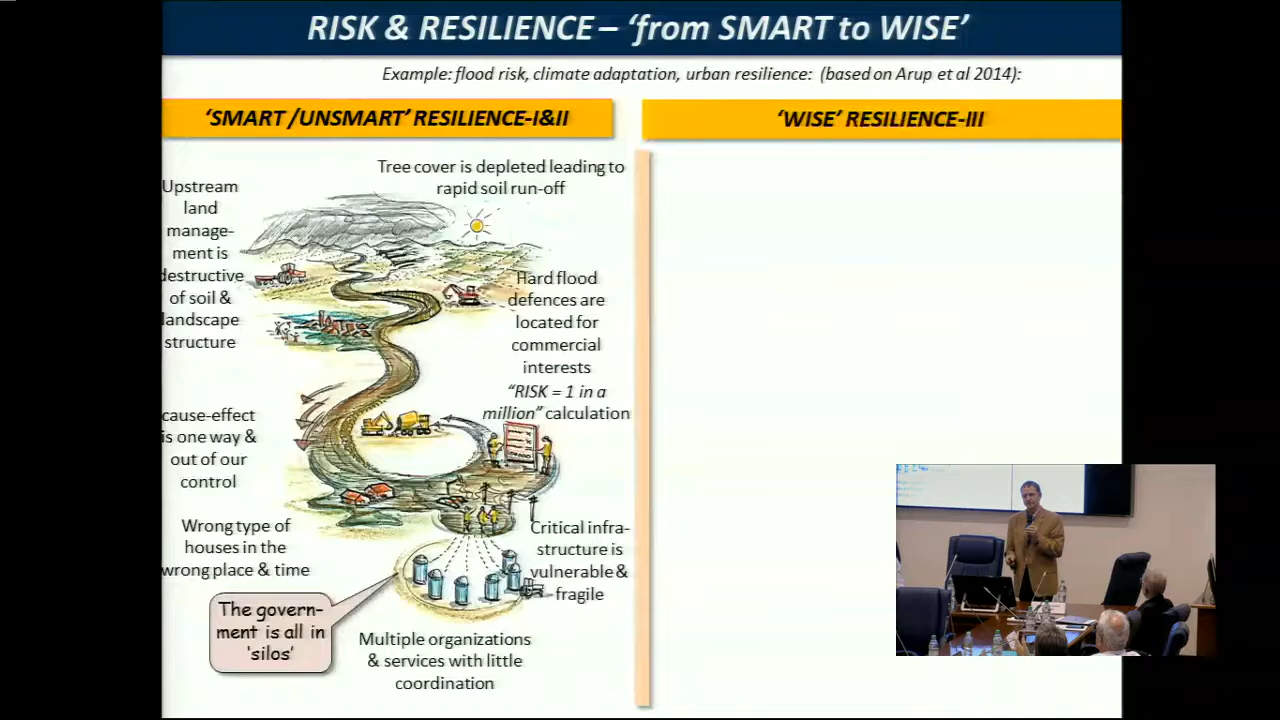 RISK & RESILIENCE – ‘from SMART to WISE’
Example: flood risk, climate adaptation, urban resilience: (based on Arup et al 2014):
‘SMART /UNSMART’ RESILIENCE-I&II
‘WISE’ RESILIENCE-III
Tree cover is depleted leading to
rapid soil run-off
Upstream
land
manage-
ment is
destructive
of soil &
landscape
structure
Hard flood
defences are
located for
commercial
interests
“RISK = 1 in a
million” calculation
cause-effect
is one way &
out of our
control
Wrong type of
houses in the
wrong place & time
Critical infra-
structure is
vulnerable &
fragile
The govern-
ment is all in
‘silos’
Multiple organizations
& services with little
coordination